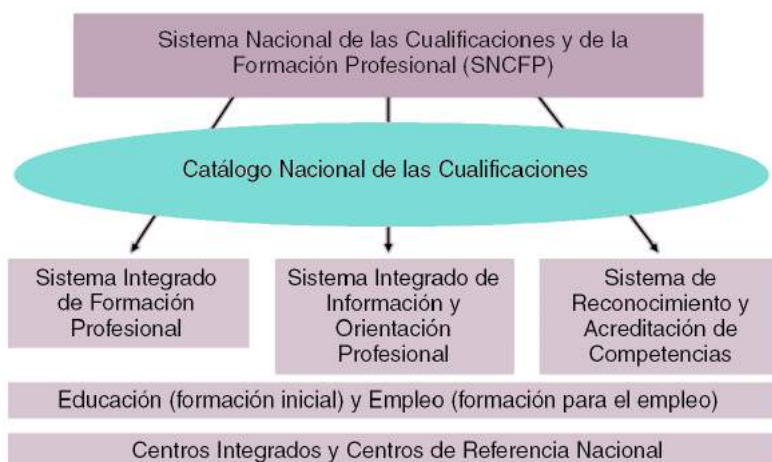 Sistema Nacional de las Cualificaciones y de la
Formación Profesional (SNCFP)
Catálogo Nacional de las Cualificaciones
Sistema Integrado
de Formación
Profesional
Sistema Integrado de
Información y
Orientación
Profesional
Sistema de
Reconocimiento y
Acreditación de
Competencias
Educación (formación inicial) y Empleo (formación para el empleo)
Centros Integrados y Centros de Referencia Nacional